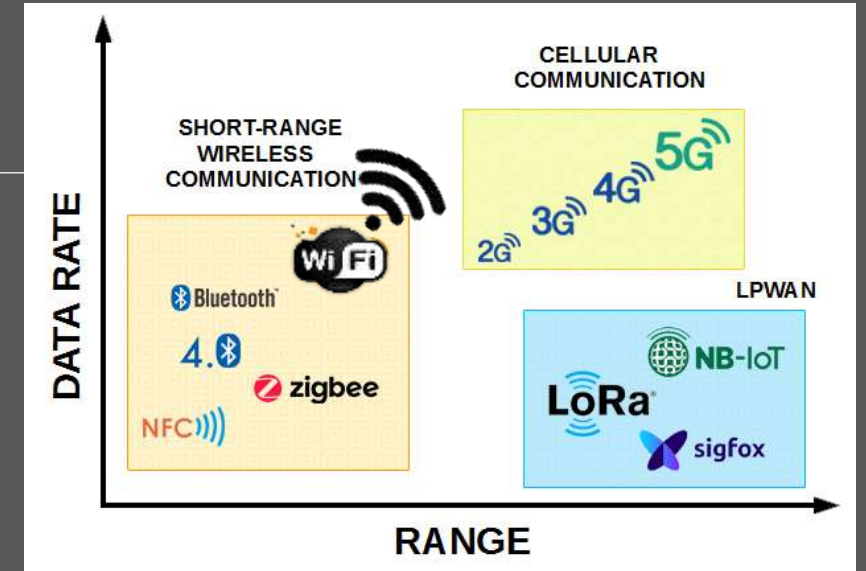 CELLULAR
COMMUNICATION
SHORT-RANGE
WIRELESS
COMMUNICATION
5G
4G
3G
2G
WiFi
Bluetooth™
4.0
zigbee
NFC
LPWAN
NB-IoT
LoRa
sigfox
DATA RATE
RANGE